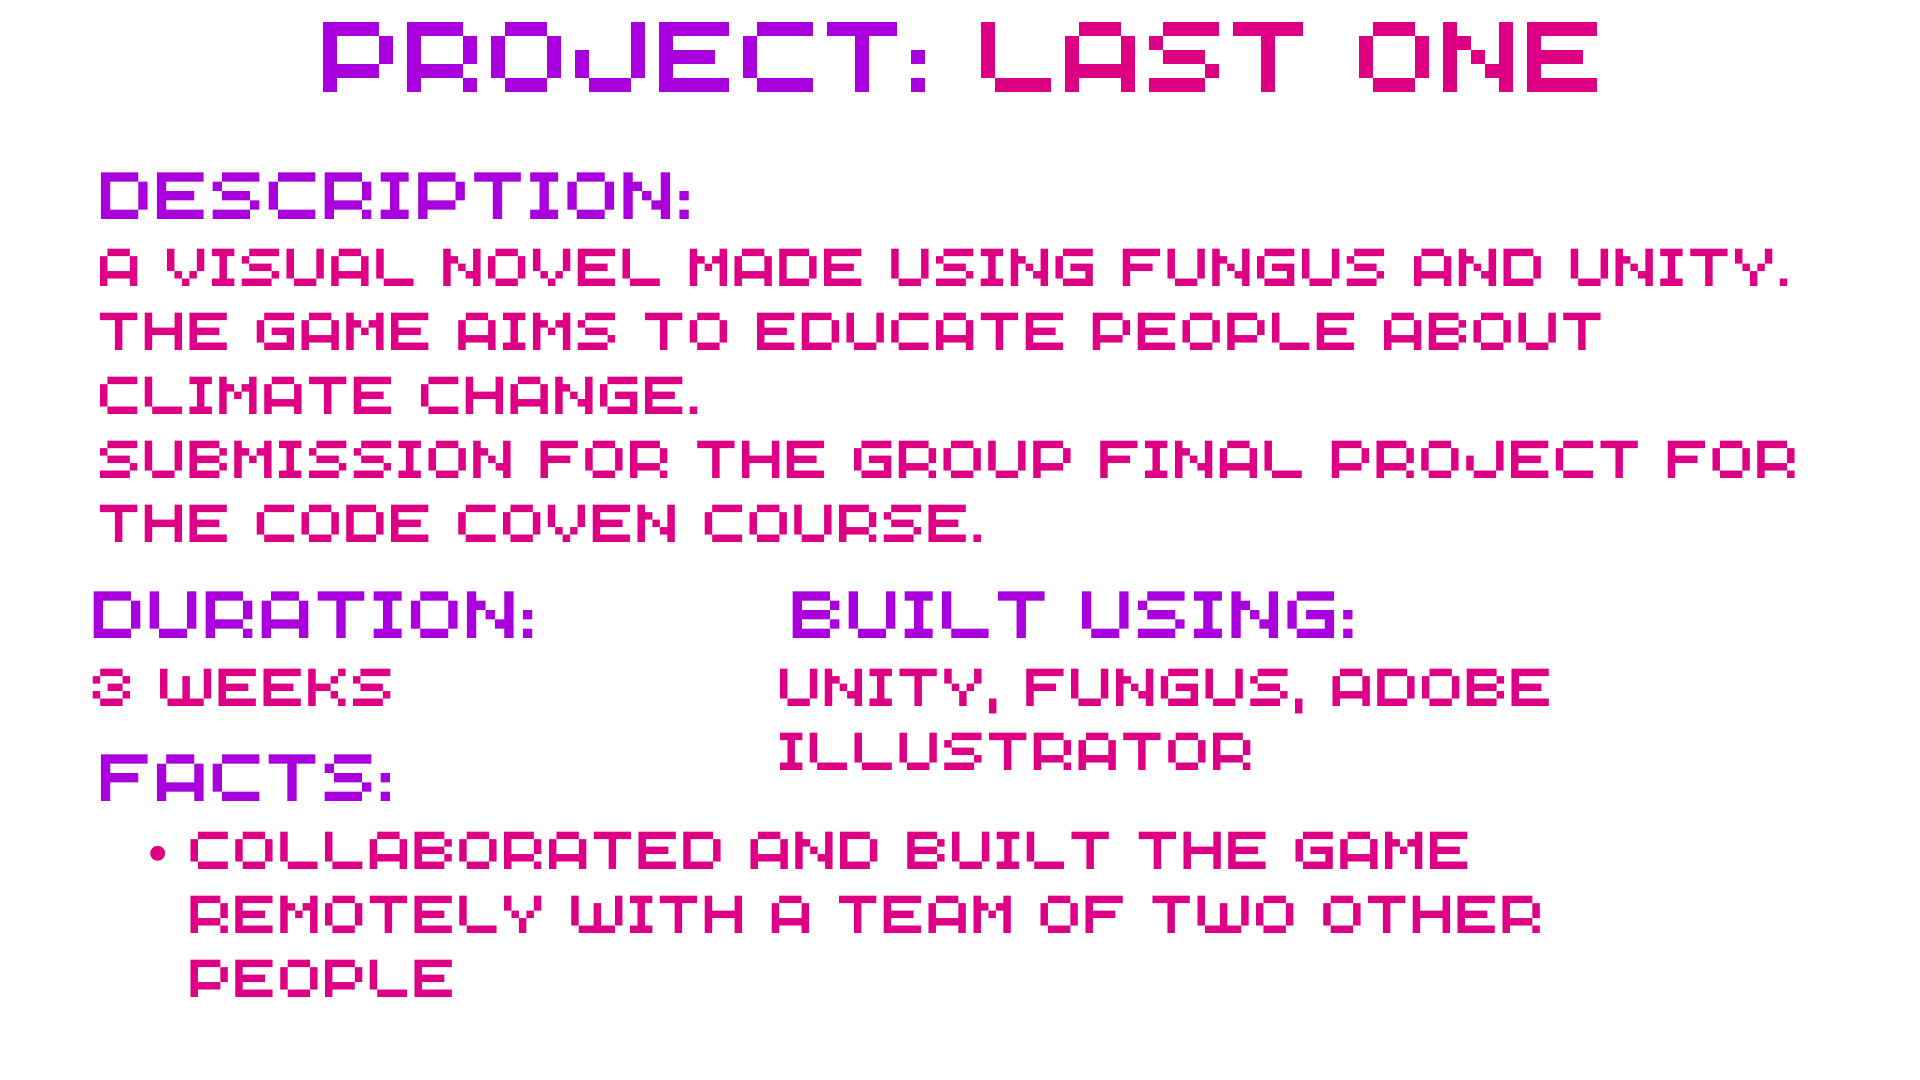 PROJECT: LAST ONE
DESCRIPTION:
A VISUAL NOVEL MADE USING FUNGUS AND UNITY.
THE GAME AIMS TO EDUCATE PEOPLE ABOUT
CLIMATE CHANGE.
SUBMISSION FOR THE GROUP FINAL PROJECT FOR
THE CODE COVEN COURSE.
DURATION:
3 WEEKS
BUILT USING:
UNITY, FUNGUS, ADOBE
ILLUSTRATOR
FACTS:
• COLLABORATED AND BUILT THE GAME
REMOTELY WITH A TEAM OF TWO OTHER
PEOPLE